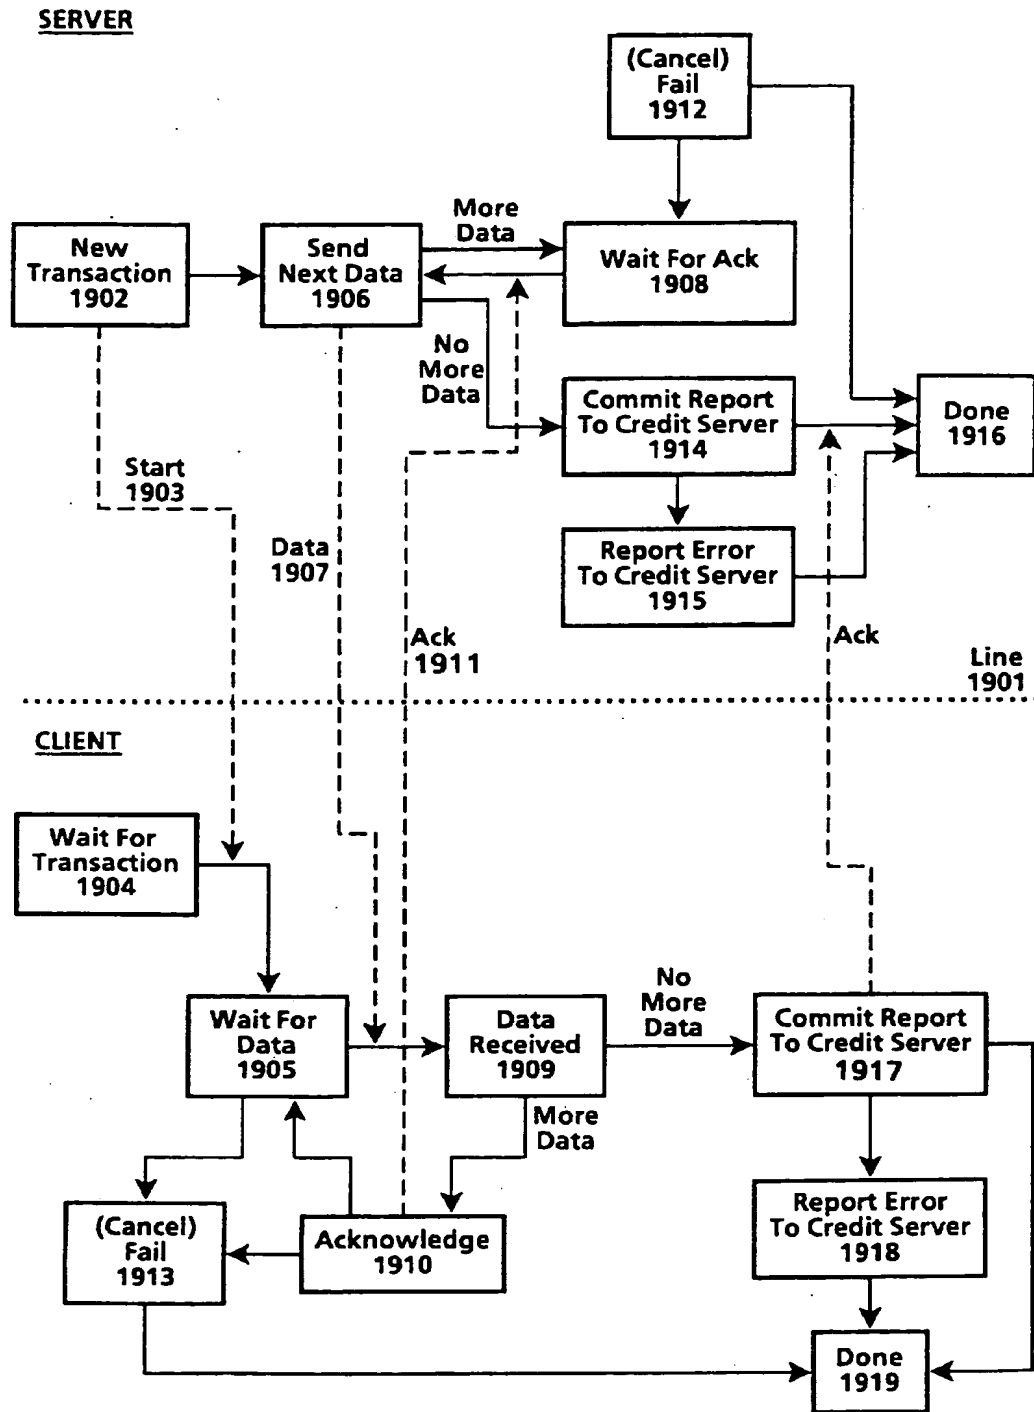 SERVER
(Cancel)
Fail
1912
More
Data
New
Transaction
1902
Send
Next Data
1906
Wait For Ack
1908
No
More
Data
Commit Report
To Credit Server
1914
Done
1916
Start
1903
Data
1907
Report Error
To Credit Server
1915
Ack
1911
Ack
Line
1901
CLIENT
Wait For
Transaction
1904
Wait For
Data
1905
Data
Received
1909
No
More
Data
Commit Report
To Credit Server
1917
More
Data
(Cancel)
Fail
1913
Acknowledge
1910
Report Error
To Credit Server
1918
Done
1919